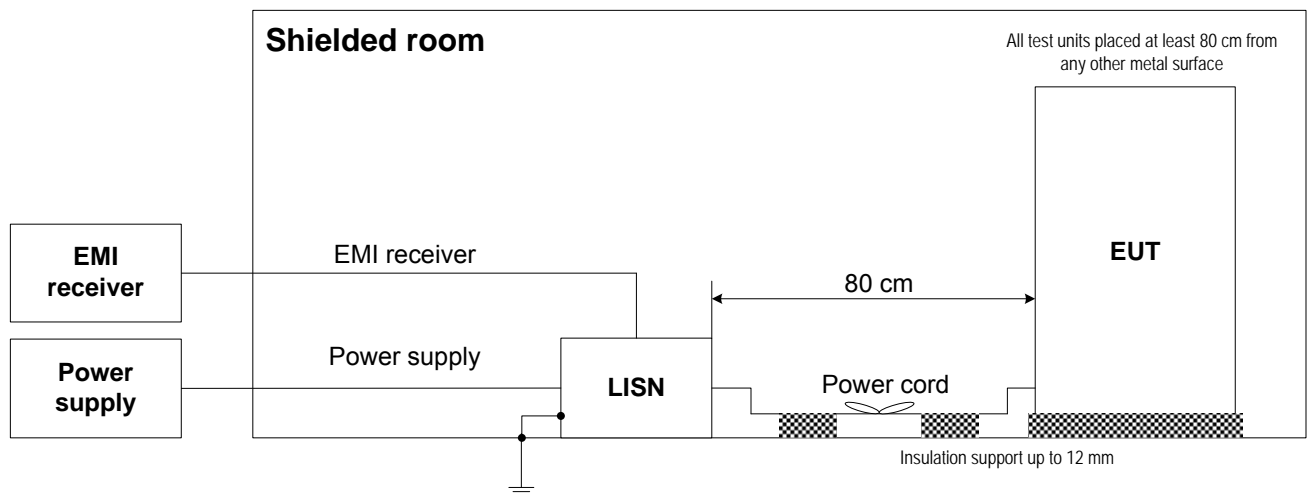 Shielded room
All test units placed at least 80 cm from
any other metal surface
EMI
receiver
EMI receiver
EUT
80 cm
Power
supply
Power supply
LISN
Power cord
Insulation support up to 12 mm